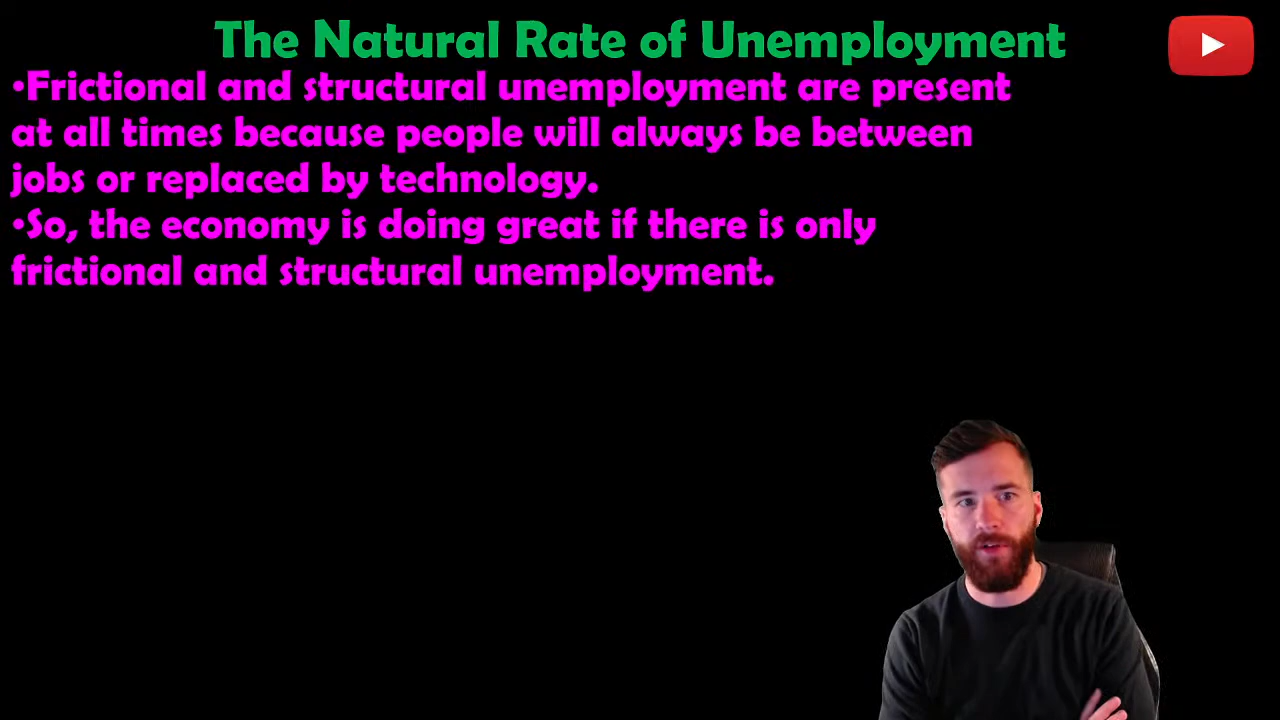 The Natural Rate of Unemployment
•Frictional and structural unemployment are present
at all times because people will always be between
jobs or replaced by technology.
•So, the economy is doing great if there is only
frictional and structural unemployment.